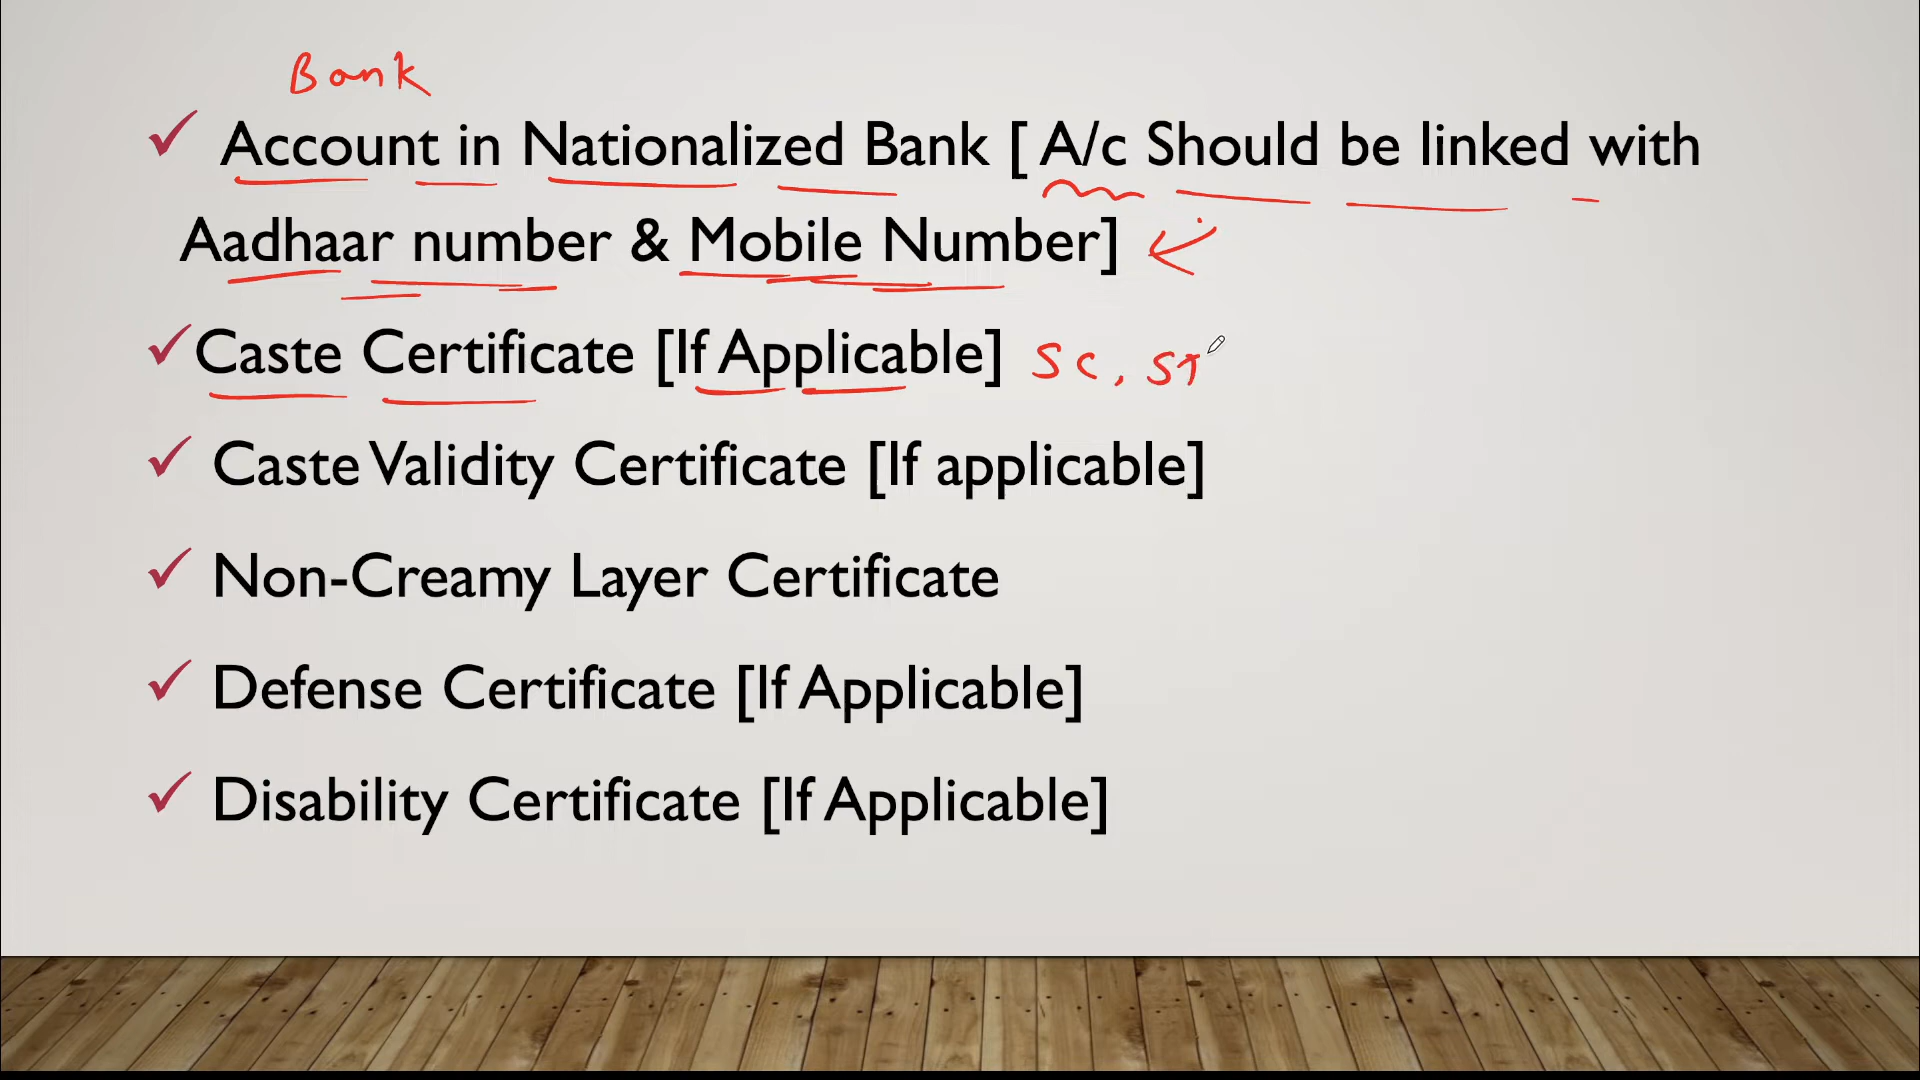 Bank
✓ Account in Nationalized Bank [ A/c Should be linked with
Aadhaar number & Mobile Number]
✓ Caste Certificate [If Applicable] SC, ST
✓ Caste Validity Certificate [If applicable]
✓ Non-Creamy Layer Certificate
✓ Defense Certificate [If Applicable]
✓ Disability Certificate [If Applicable]